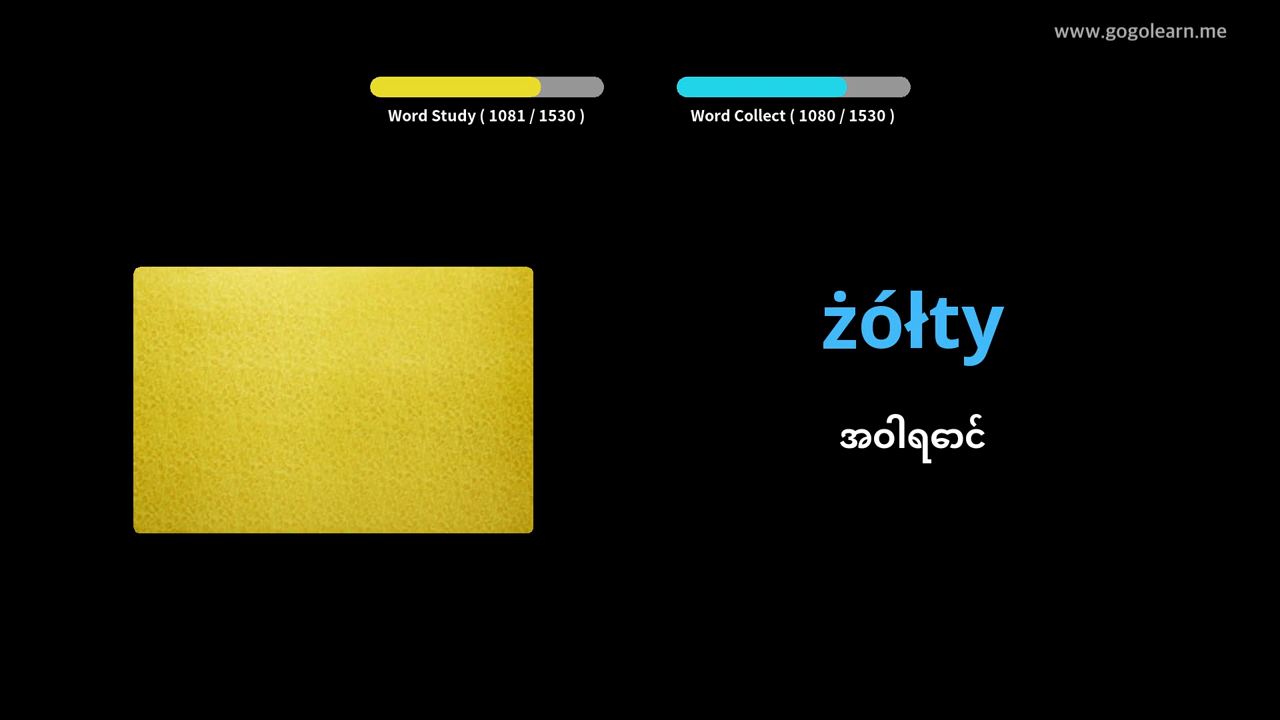 www.gogolearn.me
Word Study ( 1081 / 1530 )
Word Collect ( 1080 / 1530 )
żółty
အဝါရောင်